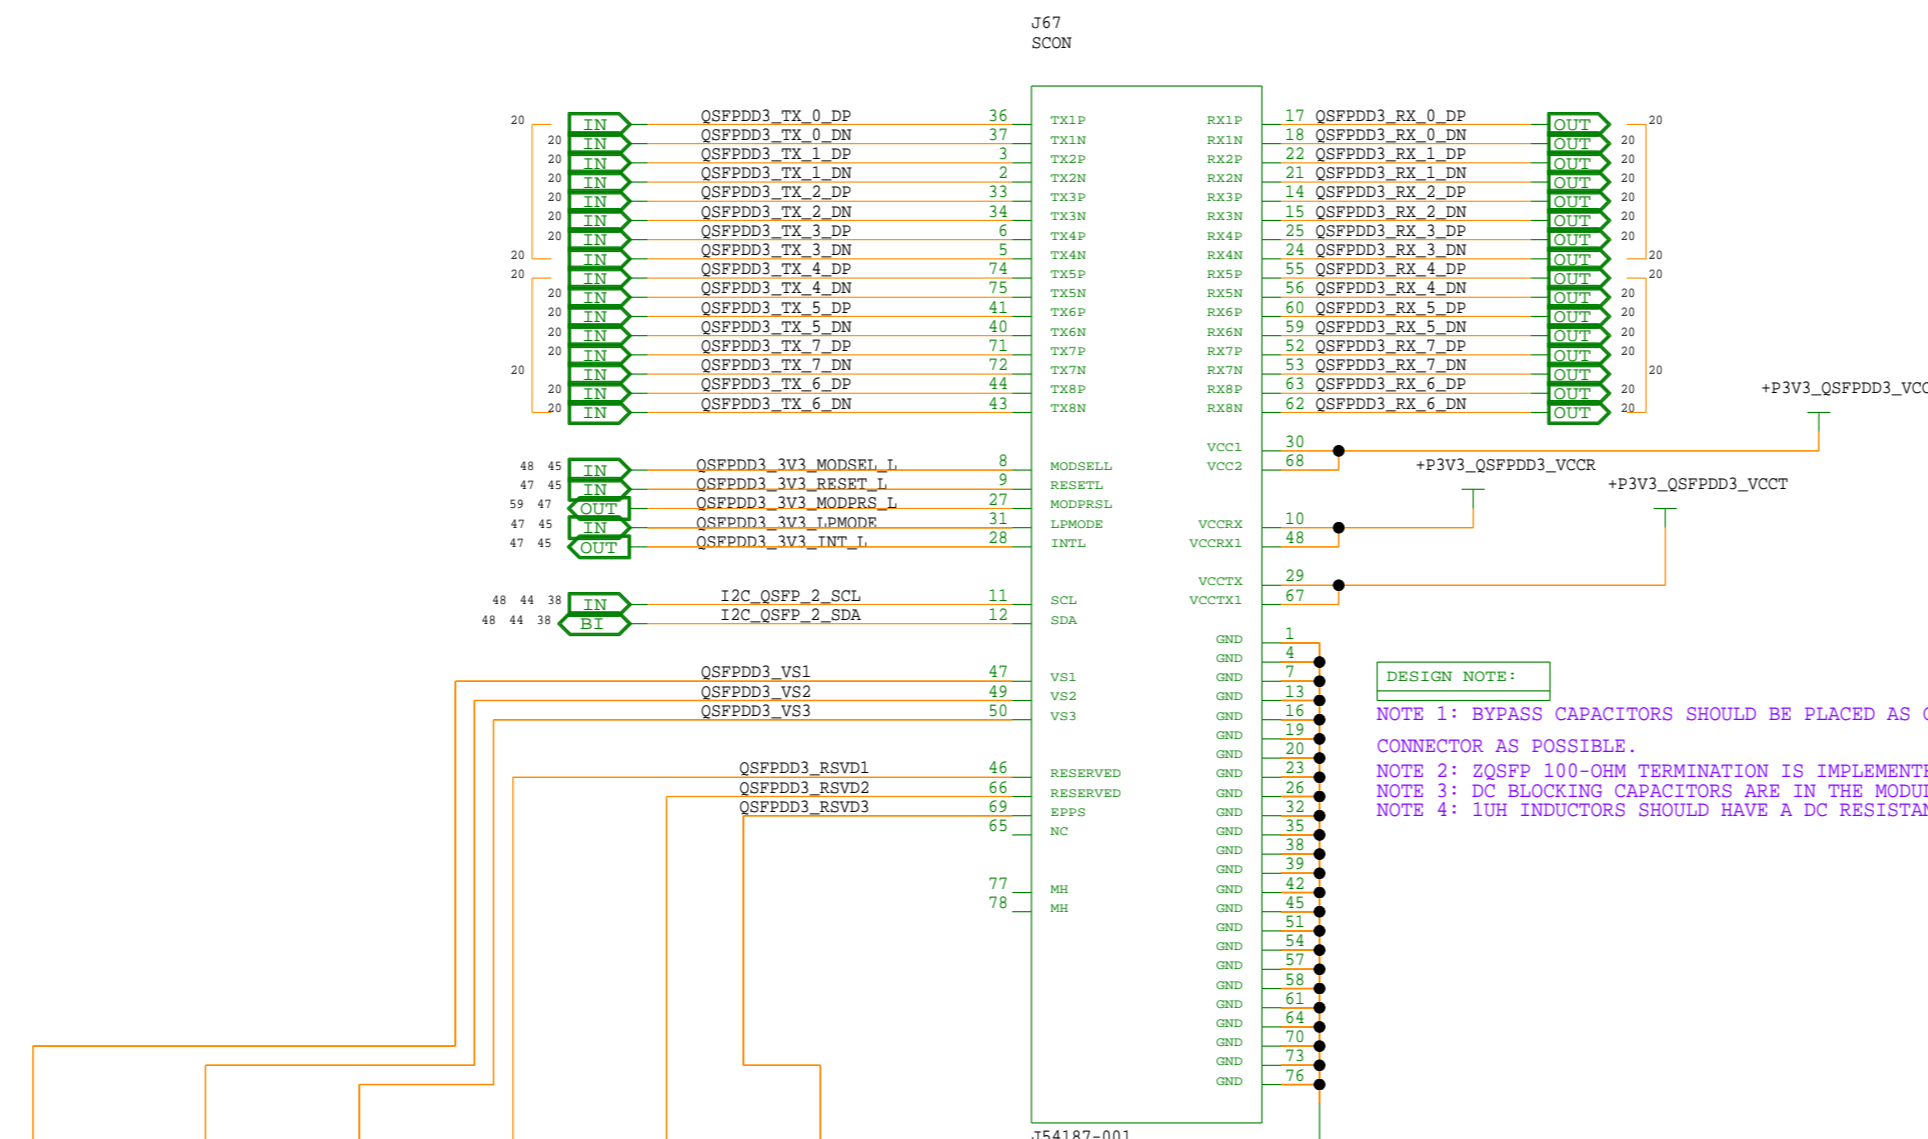 J67
SCON
20 IN QSFPDD3_TX_0_DP 36 TX1P RX1P 17 QSFPDD3_RX_0_DP OUT 20
20 IN QSFPDD3_TX_0_DN 37 TX1N RX1N 18 QSFPDD3_RX_0_DN OUT 20
20 IN QSFPDD3_TX_1_DP 3 TX2P RX2P 22 QSFPDD3_RX_1_DP OUT 20
20 IN QSFPDD3_TX_1_DN 2 TX2N RX2N 21 QSFPDD3_RX_1_DN OUT 20
20 IN QSFPDD3_TX_2_DP 33 TX3P RX3P 14 QSFPDD3_RX_2_DP OUT 20
20 IN QSFPDD3_TX_2_DN 34 TX3N RX3N 15 QSFPDD3_RX_2_DN OUT 20
20 IN QSFPDD3_TX_3_DP 6 TX4P RX4P 25 QSFPDD3_RX_3_DP OUT 20
20 IN QSFPDD3_TX_3_DN 5 TX4N RX4N 24 QSFPDD3_RX_3_DN OUT 20
20 IN QSFPDD3_TX_4_DP 74 TX5P RX5P 55 QSFPDD3_RX_4_DP OUT 20
20 IN QSFPDD3_TX_4_DN 75 TX5N RX5N 56 QSFPDD3_RX_4_DN OUT 20
20 IN QSFPDD3_TX_5_DP 41 TX6P RX6P 60 QSFPDD3_RX_5_DP OUT 20
20 IN QSFPDD3_TX_5_DN 40 TX6N RX6N 59 QSFPDD3_RX_5_DN OUT 20
20 IN QSFPDD3_TX_7_DP 71 TX7P RX7P 52 QSFPDD3_RX_7_DP OUT 20
20 IN QSFPDD3_TX_7_DN 72 TX7N RX7N 53 QSFPDD3_RX_7_DN OUT 20
20 IN QSFPDD3_TX_6_DP 44 TX8P RX8P 63 QSFPDD3_RX_6_DP OUT 20
20 IN QSFPDD3_TX_6_DN 43 TX8N RX8N 62 QSFPDD3_RX_6_DN OUT 20
+P3V3_QSFPDD3_VCC
VCC1 30
48 45 IN QSFPDD3_3V3_MODSEL_L 8 MODSELL VCC2 68 +P3V3_QSFPDD3_VCCR
47 45 IN QSFPDD3_3V3_RESET_L 9 RESETL +P3V3_QSFPDD3_VCCT
59 47 OUT QSFPDD3_3V3_MODPRS_L 27 MODPRSL
47 45 IN QSFPDD3_3V3_LPMODE 31 LPMODE VCCRX 10
47 45 OUT QSFPDD3_3V3_INT_L 28 INTL VCCRX1 48
VCCTX 29
48 44 38 IN I2C_QSFP_2_SCL 11 SCL VCCTX1 67
48 44 38 BI I2C_QSFP_2_SDA 12 SDA
GND 1
GND 4
QSFPDD3_VS1 47 VS1 GND 7
QSFPDD3_VS2 49 VS2 GND 13
QSFPDD3_VS3 50 VS3 GND 16
GND 19
GND 20
QSFPDD3_RSVD1 46 RESERVED GND 23
QSFPDD3_RSVD2 66 RESERVED GND 26
QSFPDD3_RSVD3 69 EPPS GND 32
65 NC GND 35
GND 38
GND 39
77 MH GND 42
78 MH GND 45
GND 51
GND 54
GND 57
GND 58
GND 61
GND 64
GND 70
GND 73
GND 76
DESIGN NOTE:
NOTE 1: BYPASS CAPACITORS SHOULD BE PLACED AS
CONNECTOR AS POSSIBLE.
NOTE 2: ZQSFP 100-OHM TERMINATION IS
NOTE 3: DC BLOCKING CAPACITORS ARE IN THE
NOTE 4: 1UH INDUCTORS SHOULD HAVE A DC
J54187-001